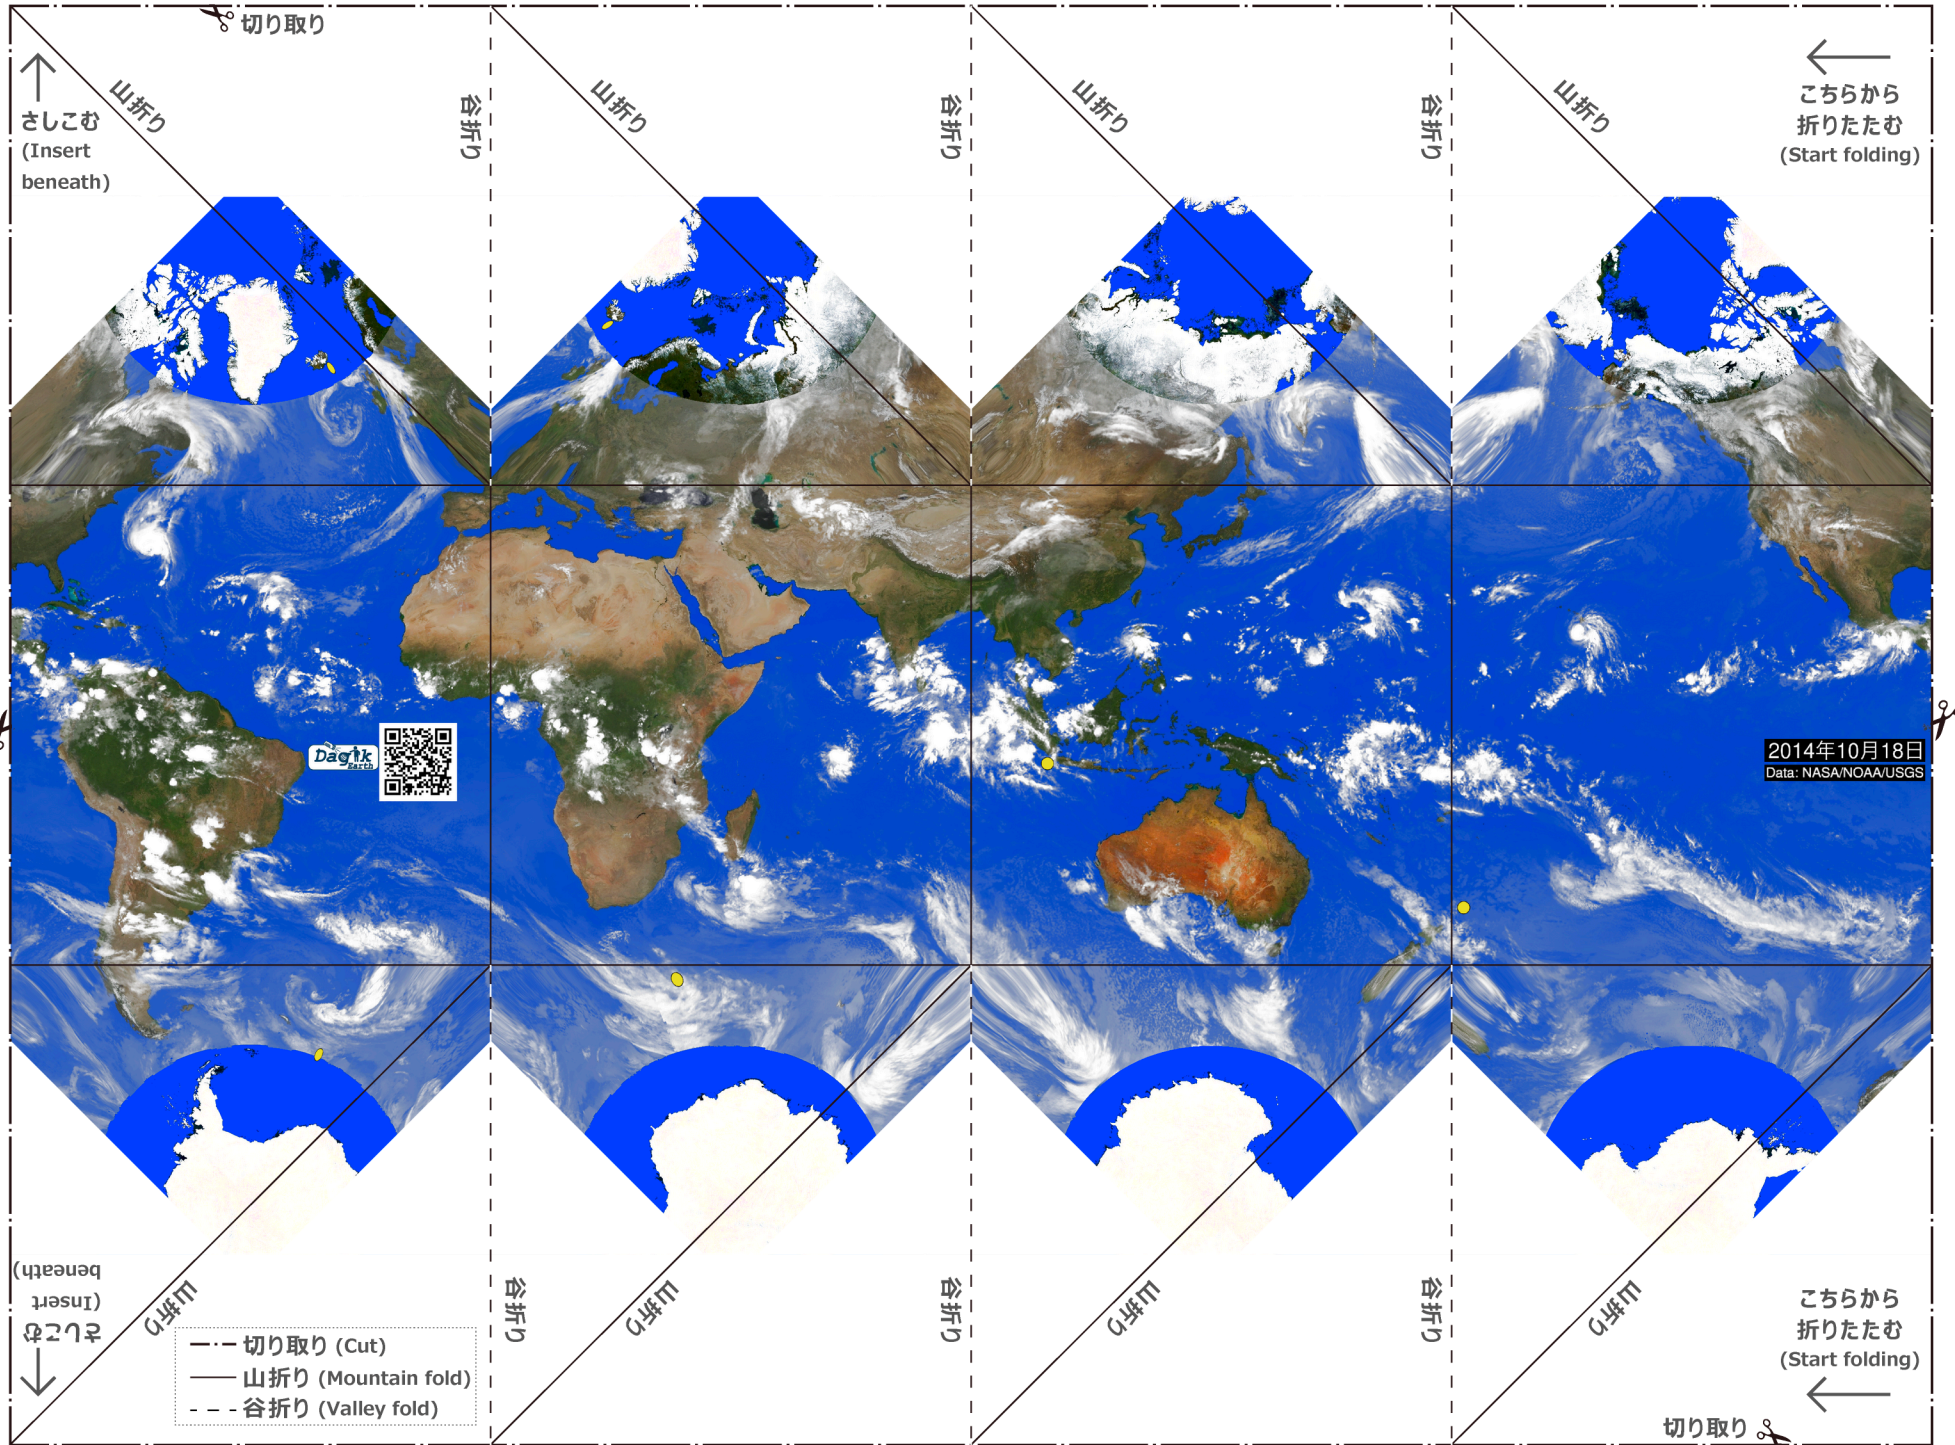 切り取り
さしこむ
(Insert
beneath)
山折り
谷折り
山折り
谷折り
山折り
谷折り
山折り
こちらから
折りたたむ
(Start folding)
Dagik
Earth
2014年10月18日
Data: NASA/NOAA/USGS
さしこむ
(Insert
beneath)
山折り
谷折り
山折り
谷折り
山折り
谷折り
山折り
こちらから
折りたたむ
(Start folding)
切り取り (Cut)
山折り (Mountain fold)
谷折り (Valley fold)
切り取り